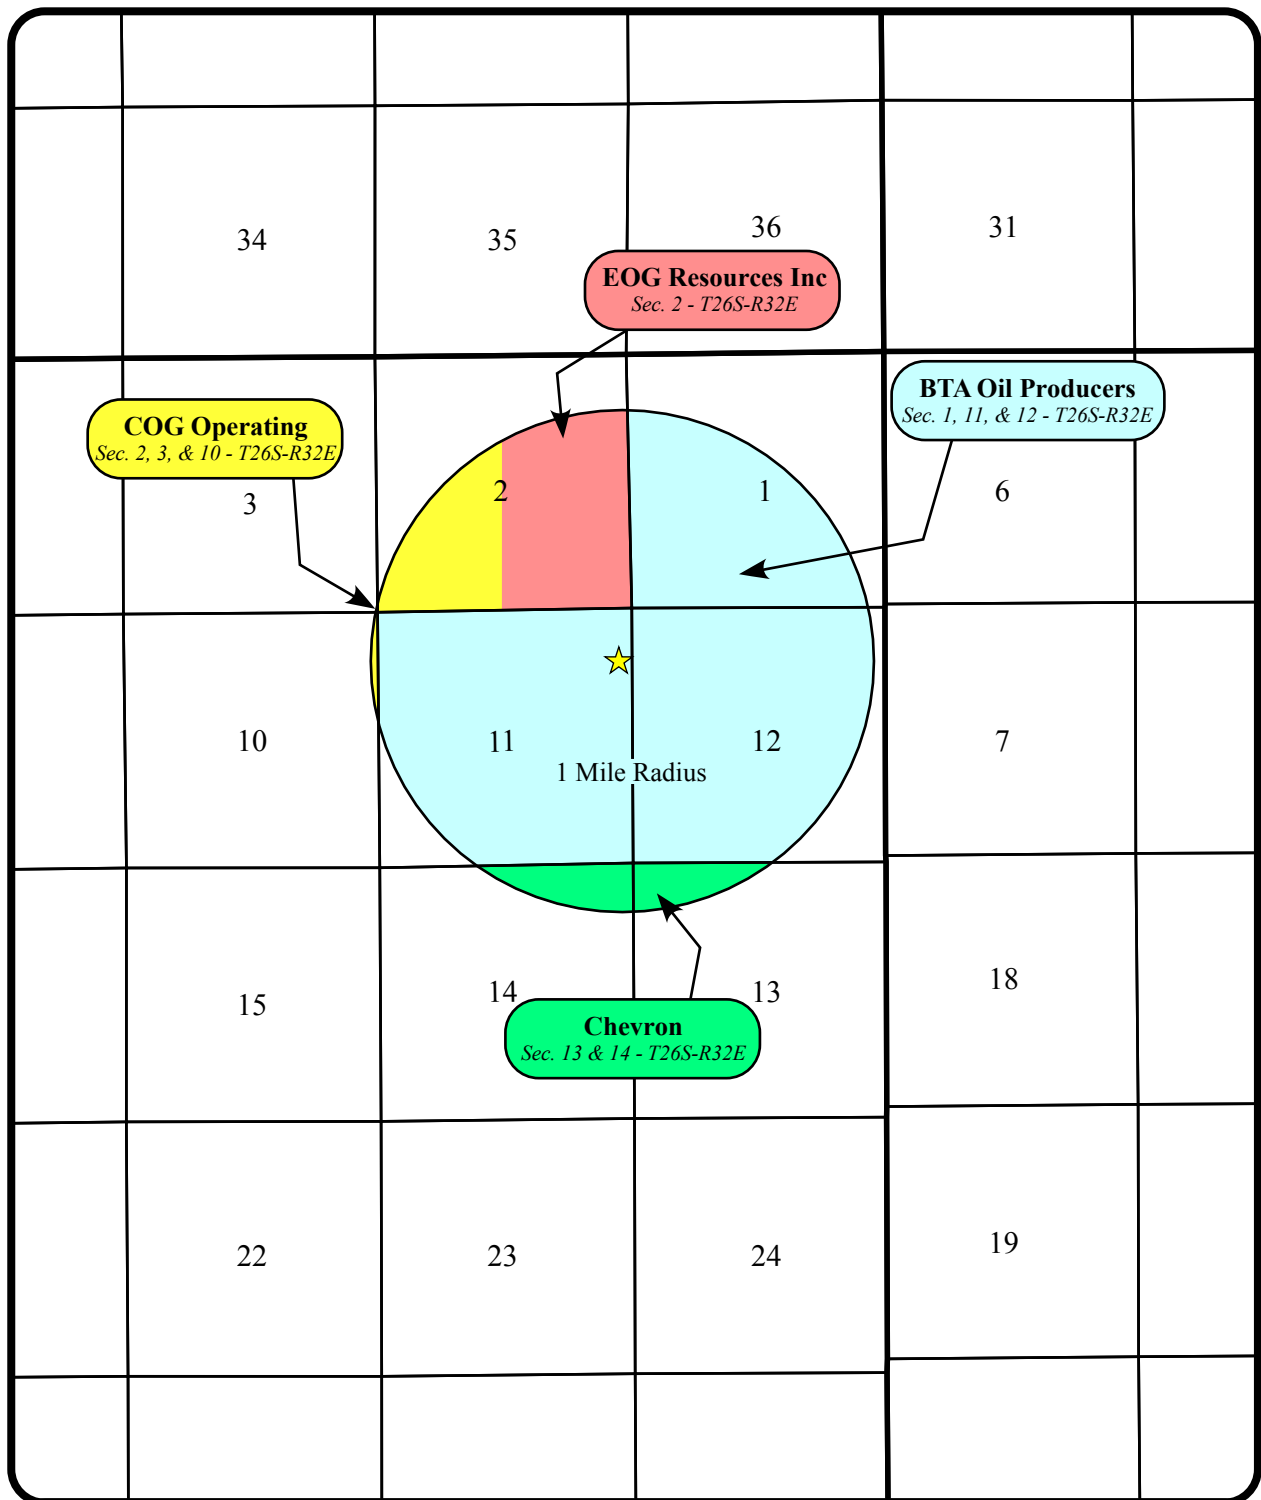 34
35
36
31
EOG Resources Inc
Sec. 2 - T26S-R32E
BTA Oil Producers
Sec. 1, 11, & 12 - T26S-R32E
COG Operating
Sec. 2, 3, & 10 - T26S-R32E
3
2
1
6
10
11
12
7
1 Mile Radius
15
14
13
18
Chevron
Sec. 13 & 14 - T26S-R32E
22
23
24
19